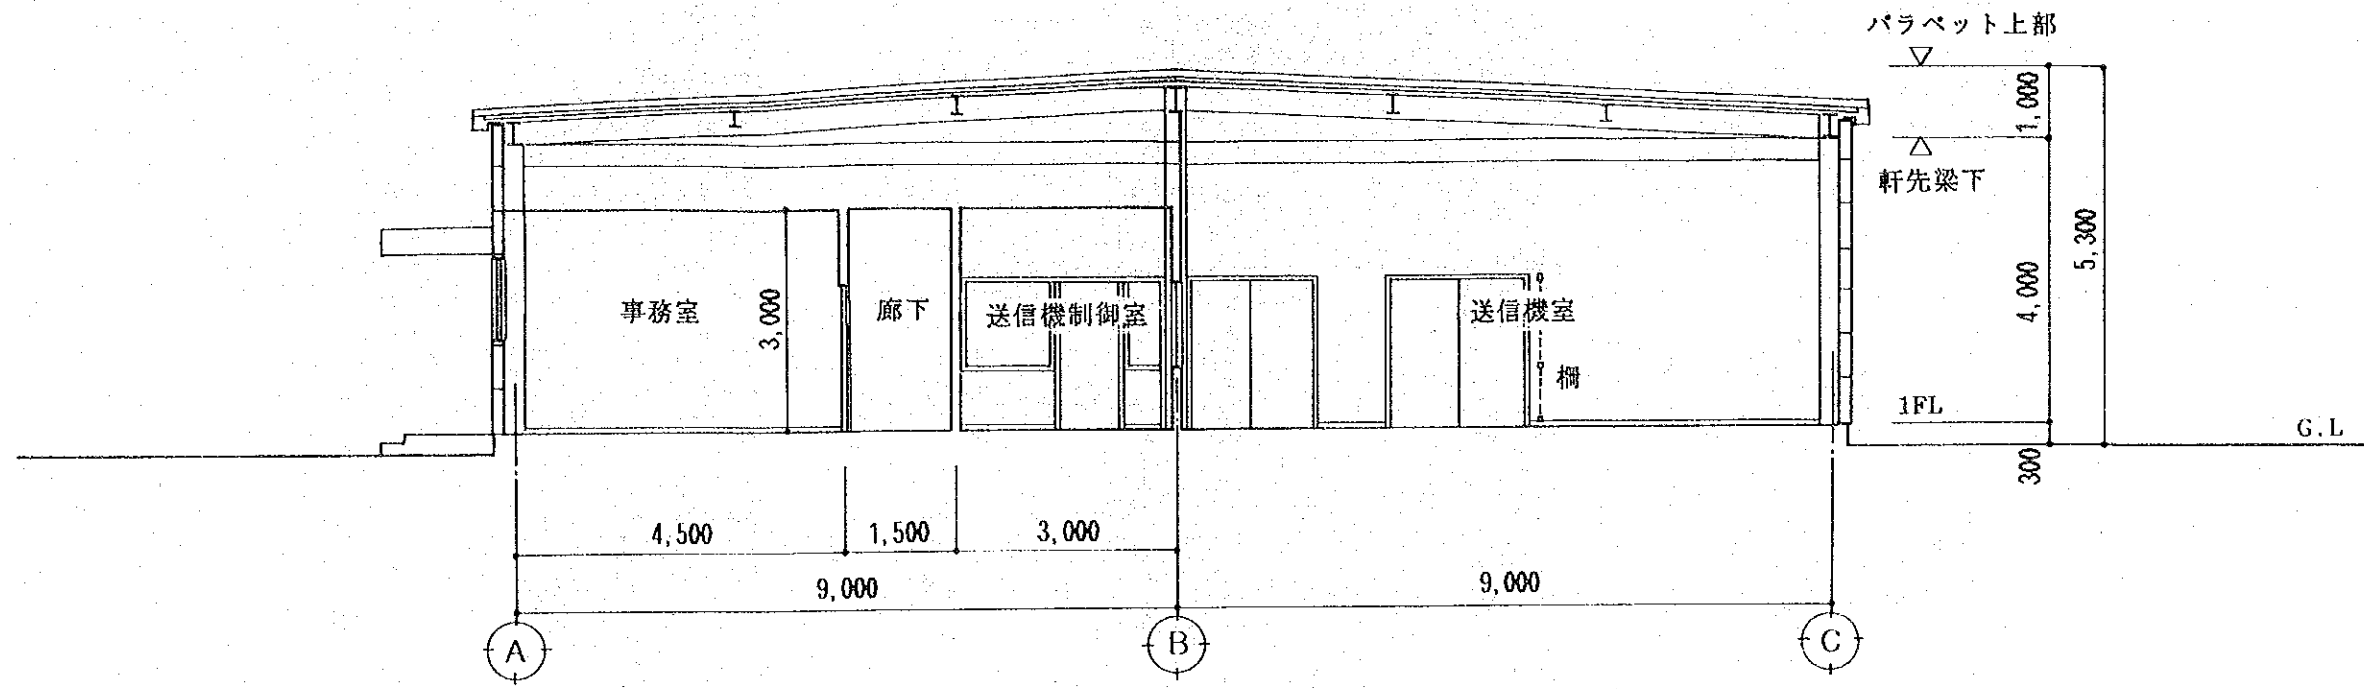 パラペット上部
1,000
軒先梁下
5,300
4,000
事務室
3,000
廊下
送信機制御室
送信機室
柵
1FL
G.L
300
4,500
1,500
3,000
9,000
9,000
A
B
C